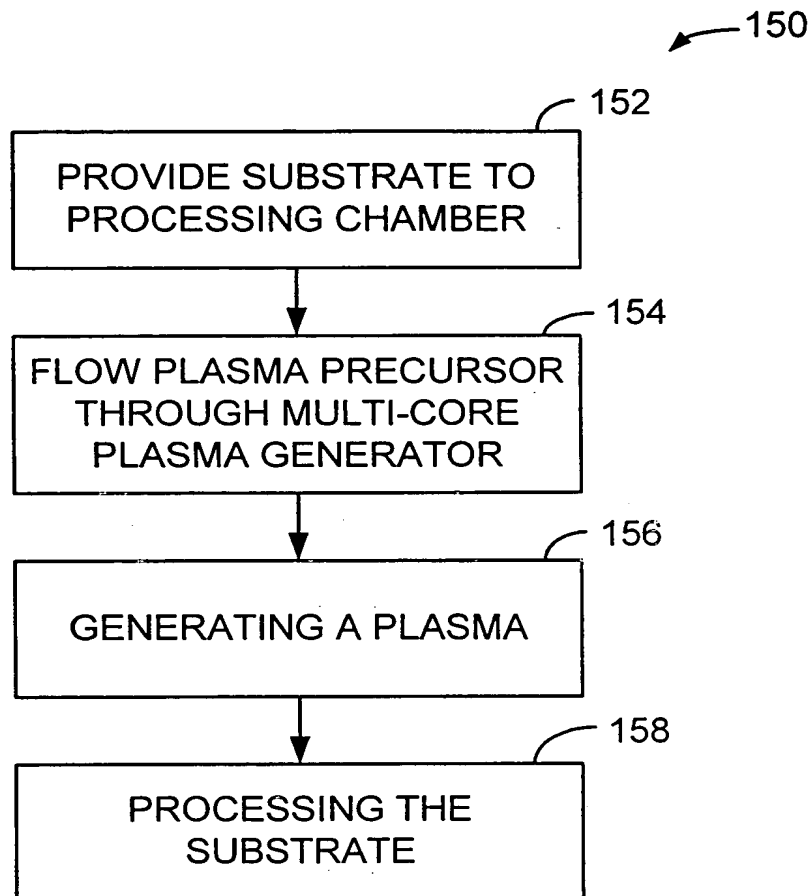 150
152
PROVIDE SUBSTRATE TO
PROCESSING CHAMBER
154
FLOW PLASMA PRECURSOR
THROUGH MULTI-CORE
PLASMA GENERATOR
156
GENERATING A PLASMA
158
PROCESSING THE
SUBSTRATE